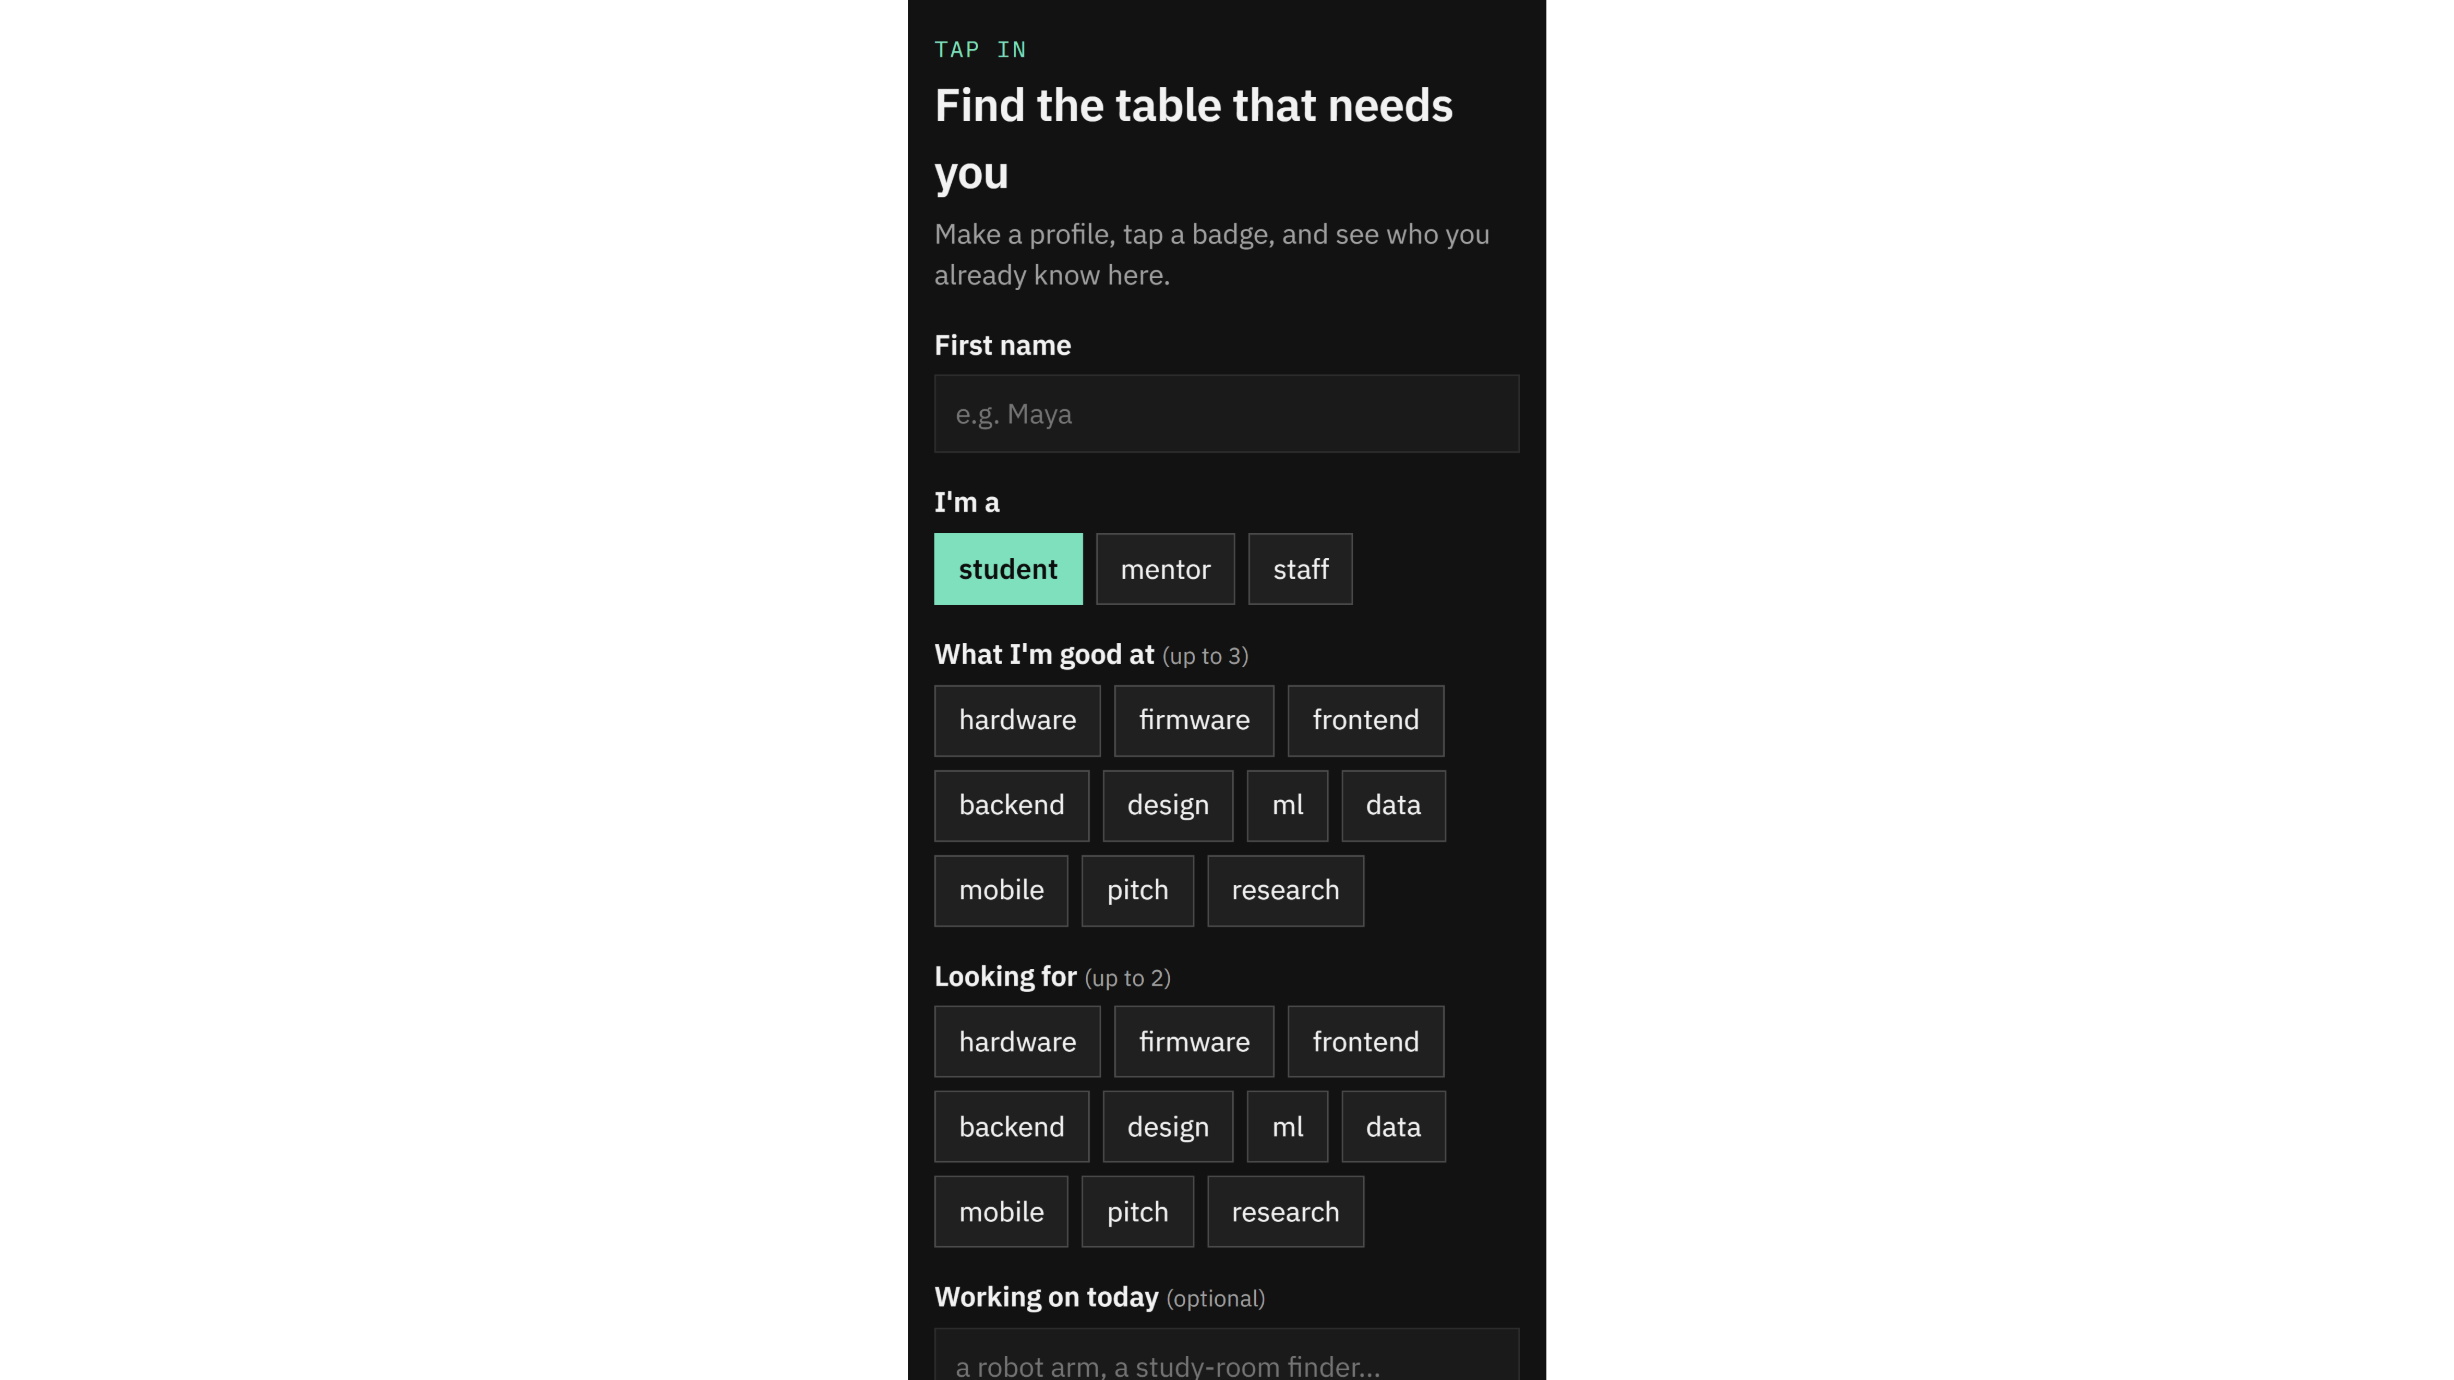 TAP IN
Find the table that needs
you
Make a profile, tap a badge, and see who you
already know here.
First name
e.g. Maya
I'm a
student mentor staff
What I'm good at (up to 3)
hardware firmware frontend
backend design ml data
mobile pitch research
Looking for (up to 2)
hardware firmware frontend
backend design ml data
mobile pitch research
Working on today (optional)
a robot arm, a study-room finder...